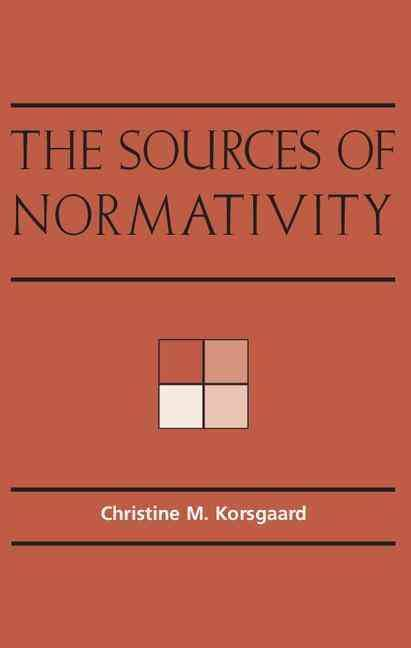 THE SOURCES OF
NORMATIVITY
Christine M. Korsgaard